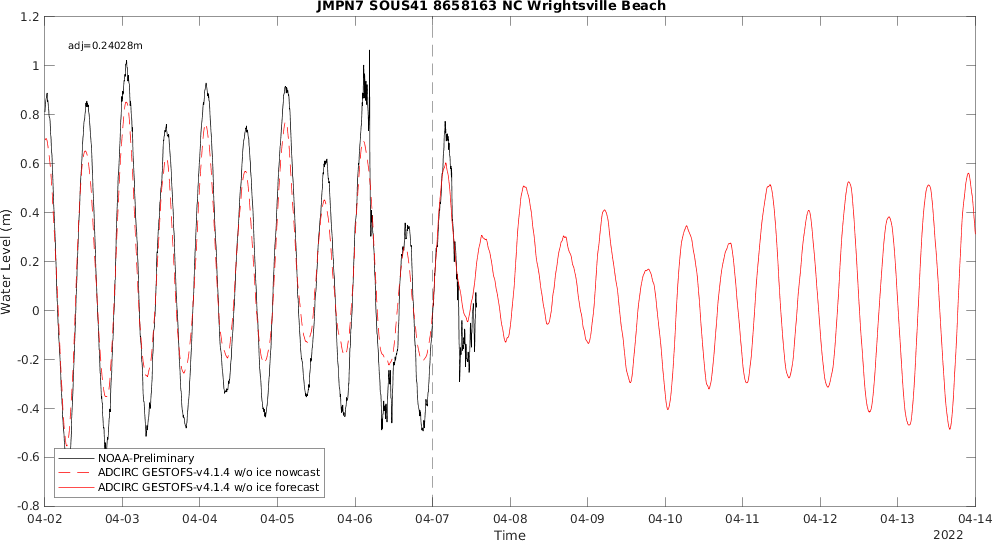 JMPN7 SOUS41 8658163 NC Wrightsville Beach
adj=0.24028m
1.2
1
0.8
0.6
0.4
0.2
0
-0.2
-0.4
-0.6
-0.8
Water Level (m)
NOAA-Preliminary
ADCIRC GESTOFS-v4.1.4 w/o ice nowcast
ADCIRC GESTOFS-v4.1.4 w/o ice forecast
04-02 04-03 04-04 04-05 04-06 04-07 04-08 04-09 04-10 04-11 04-12 04-13 04-14
Time
2022